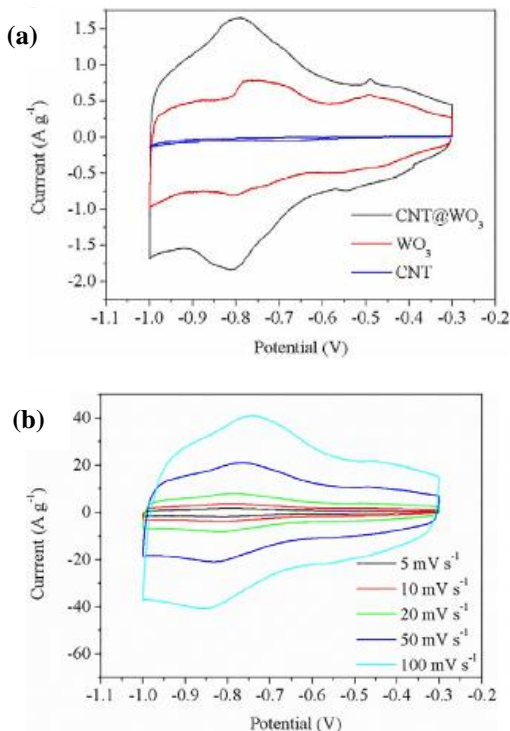 (a)
1.5
1.0
0.5
0.0
-0.5
-1.0
-1.5
-2.0
Currrent (A g-1)
CNT@WO3
WO3
CNT
-1.1 -1.0 -0.9 -0.8 -0.7 -0.6 -0.5 -0.4 -0.3 -0.2
Potential (V)
(b)
40
20
0
-20
-40
-60
Currrent (A g-1)
5 mV s-1
10 mV s-1
20 mV s-1
50 mV s-1
100 mV s-1
-1.1 -1.0 -0.9 -0.8 -0.7 -0.6 -0.5 -0.4 -0.3 -0.2
Potential (V)